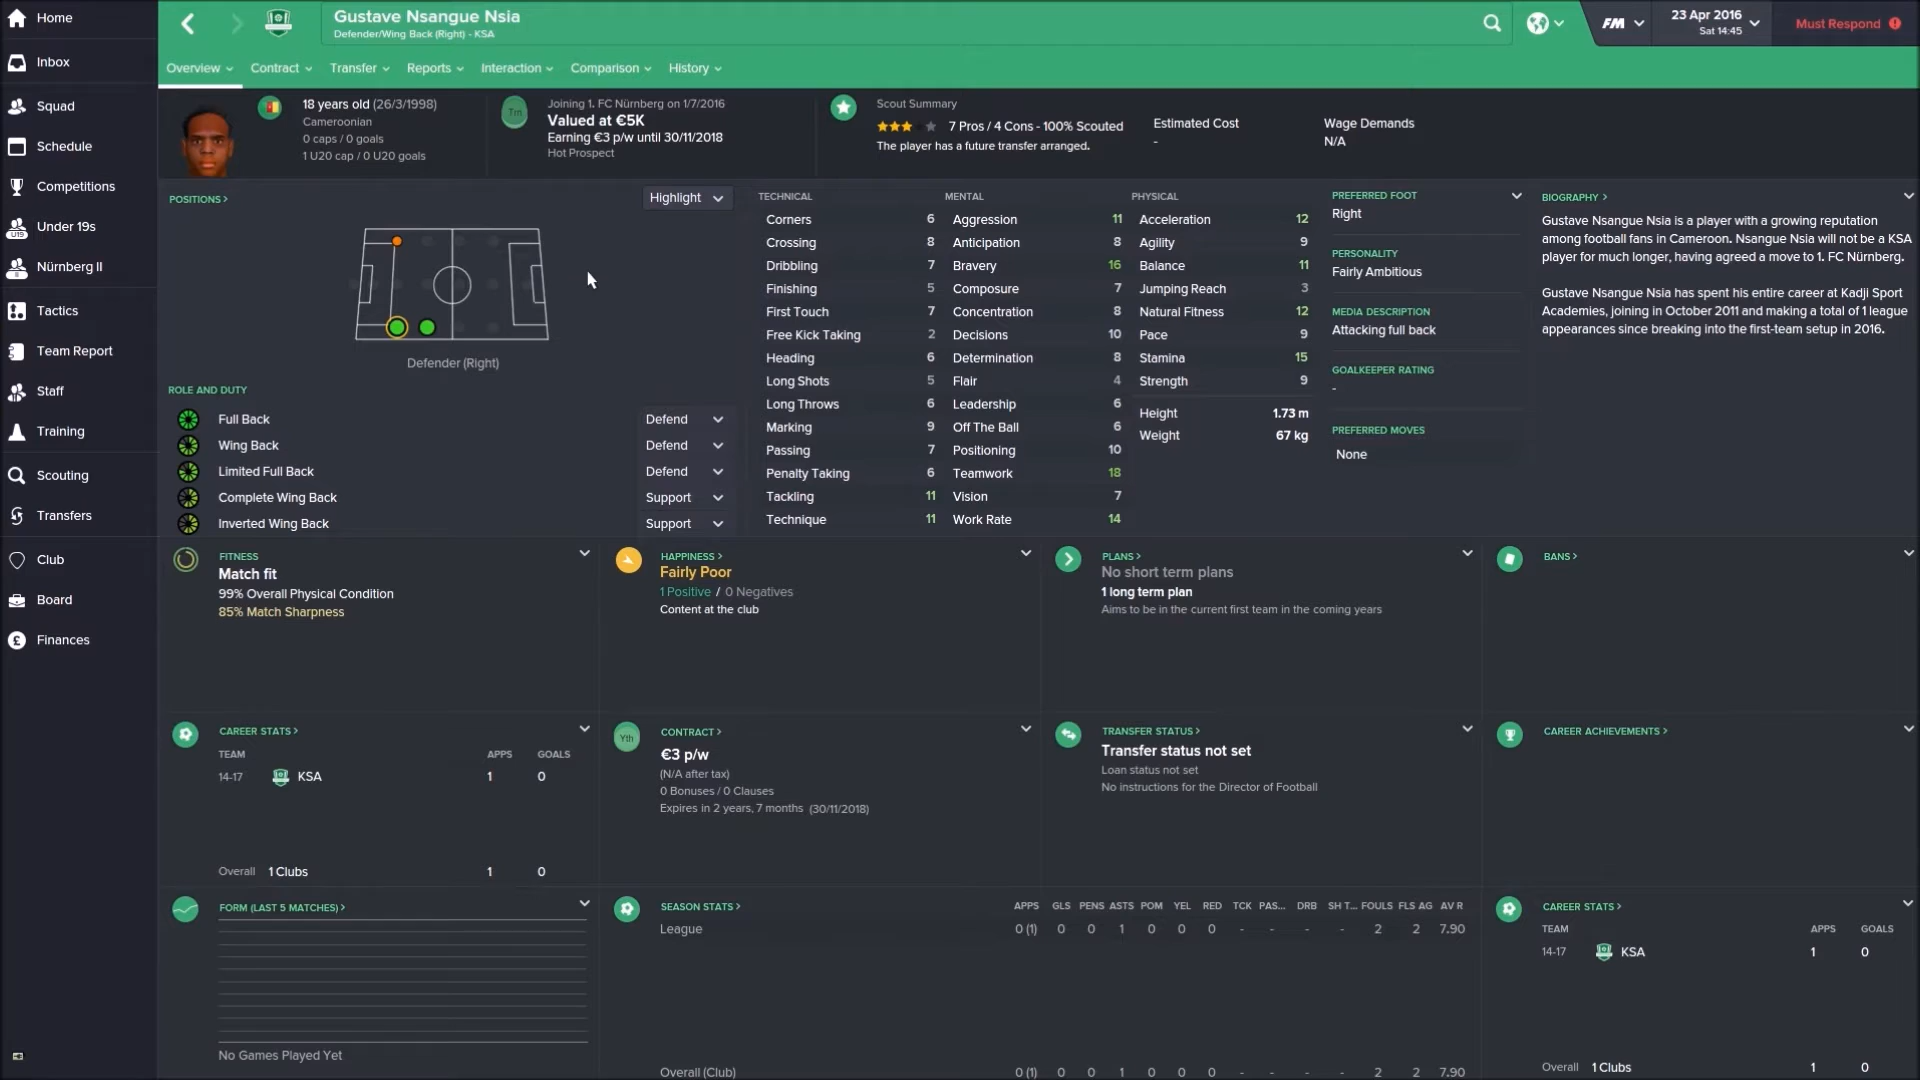 Home
Inbox
Squad
Schedule
Competitions
Under 19s
Nürnberg II
Tactics
Team Report
Staff
Training
Scouting
Transfers
Club
Board
Finances
Gustave Nsangue Nsia
Defender/Wing Back (Right) - KSA
FM
23 Apr 2016
Sat 14:45
Must Respond
Overview Contract Transfer Reports Interaction Comparison History
18 years old (26/3/1998)
Cameroonian
0 caps / 0 goals
1 U20 cap / 0 U20 goals
Trn
Joining 1. FC Nürnberg on 1/7/2016
Valued at €5K
Earning €3 p/w until 30/11/2018
Hot Prospect
Scout Summary
7 Pros / 4 Cons - 100% Scouted
The player has a future transfer arranged.
Estimated Cost
-
Wage Demands
N/A
POSITIONS >
Highlight
Defender (Right)
ROLE AND DUTY
Full Back Defend
Wing Back Defend
Limited Full Back Defend
Complete Wing Back Support
Inverted Wing Back Support
TECHNICAL
Corners 6
Crossing 8
Dribbling 7
Finishing 5
First Touch 7
Free Kick Taking 2
Heading 6
Long Shots 5
Long Throws 6
Marking 9
Passing 7
Penalty Taking 6
Tackling 11
Technique 11
MENTAL
Aggression 11
Anticipation 8
Bravery 16
Composure 7
Concentration 8
Decisions 10
Determination 8
Flair 4
Leadership 6
Off The Ball 6
Positioning 10
Teamwork 18
Vision 7
Work Rate 14
PHYSICAL
Acceleration 12
Agility 9
Balance 11
Jumping Reach 3
Natural Fitness 12
Pace 9
Stamina 15
Strength 9
Height 1.73 m
Weight 67 kg
PREFERRED FOOT
Right
PERSONALITY
Fairly Ambitious
MEDIA DESCRIPTION
Attacking full back
GOALKEEPER RATING
-
PREFERRED MOVES
None
BIOGRAPHY >
Gustave Nsangue Nsia is a player with a growing reputation
among football fans in Cameroon. Nsangue Nsia will not be a KSA
player for much longer, having agreed a move to 1. FC Nürnberg.
Gustave Nsangue Nsia has spent his entire career at Kadji Sport
Academies, joining in October 2011 and making a total of 1 league
appearances since breaking into the first-team setup in 2016.
FITNESS
Match fit
99% Overall Physical Condition
85% Match Sharpness
HAPPINESS >
Fairly Poor
1 Positive / 0 Negatives
Content at the club
PLANS >
No short term plans
1 long term plan
Aims to be in the current first team in the coming years
BANS >
CAREER STATS >
TEAM APPS GOALS
14-17 KSA 1 0
Overall 1 Clubs 1 0
Yth
CONTRACT >
€3 p/w
(N/A after tax)
0 Bonuses / 0 Clauses
Expires in 2 years, 7 months (30/11/2018)
TRANSFER STATUS >
Transfer status not set
Loan status not set
No instructions for the Director of Football
CAREER ACHIEVEMENTS >
FORM (LAST 5 MATCHES) >
No Games Played Yet
SEASON STATS > APPS GLS PENS ASTS POM YEL RED TCK PAS... DRB SH T... FOULS FLS AG AV R
League 0 (1) 0 0 1 0 0 0 - - - - 2 2 7.90
Overall (Club) 0 (1) 0 0 1 0 0 0 - - - - 2 2 7.90
CAREER STATS >
TEAM APPS GOALS
14-17 KSA 1 0
Overall 1 Clubs 1 0